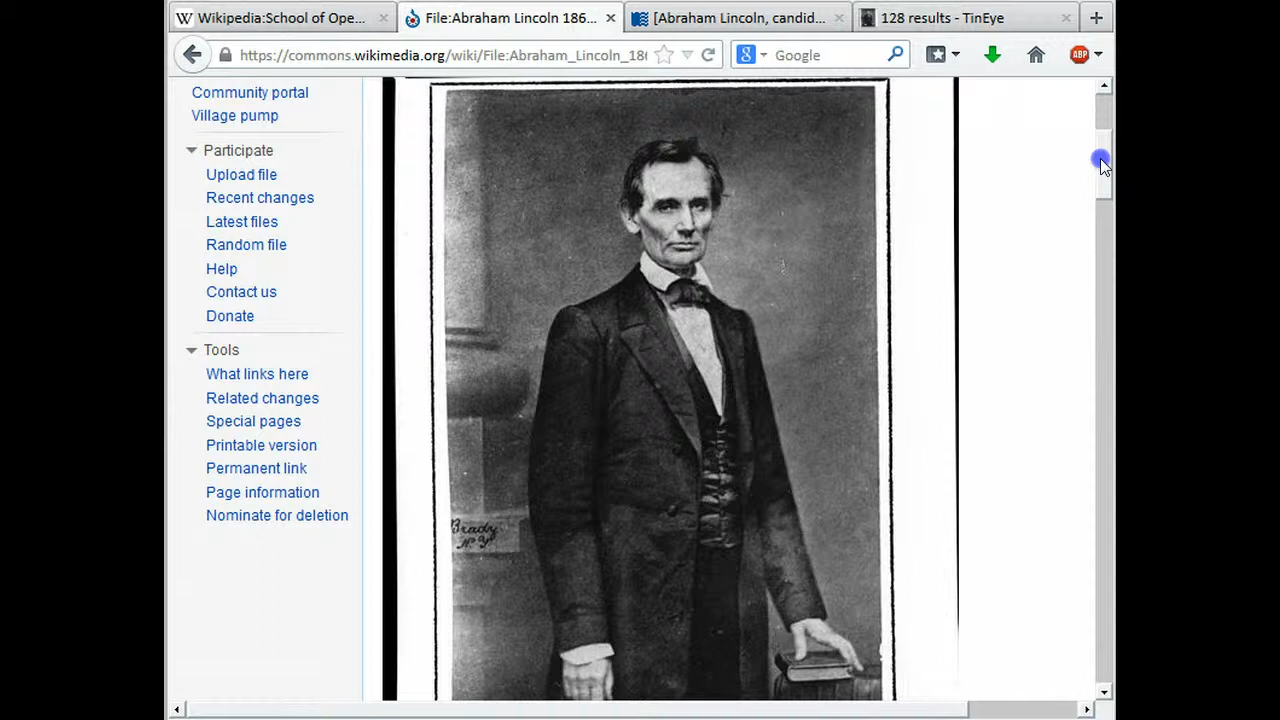 Wikipedia:School of Ope...
File:Abraham Lincoln 186...
[Abraham Lincoln, candid...
128 results - TinEye
https://commons.wikimedia.org/wiki/File:Abraham_Lincoln_186
Google
ABP
Community portal
Village pump
Participate
Upload file
Recent changes
Latest files
Random file
Help
Contact us
Donate
Tools
What links here
Related changes
Special pages
Printable version
Permanent link
Page information
Nominate for deletion
Brady
N.Y.